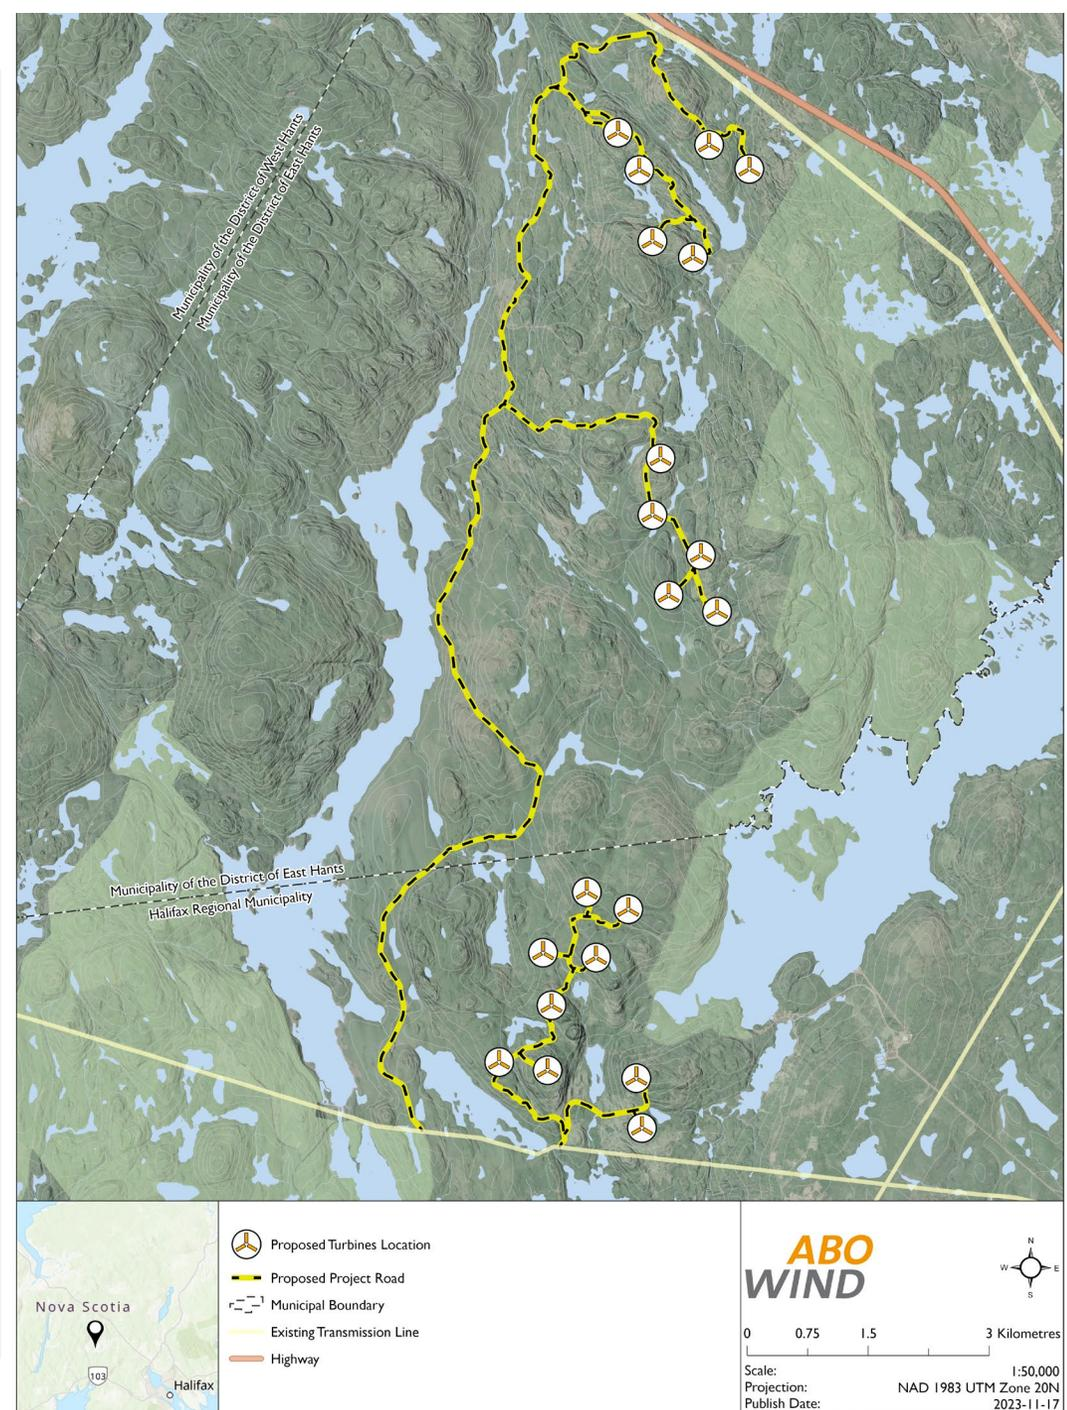 Municipality of the District of West Hants
Municipality of the District of East Hants
Municipality of the District of East Hants
Halifax Regional Municipality
Nova Scotia
103
Halifax
Proposed Turbines Location
Proposed Project Road
Municipal Boundary
Existing Transmission Line
Highway
ABO
WIND
N
W E
S
0 0.75 1.5 3 Kilometres
Scale: 1:50,000
Projection: NAD 1983 UTM Zone 20N
Publish Date: 2023-11-17